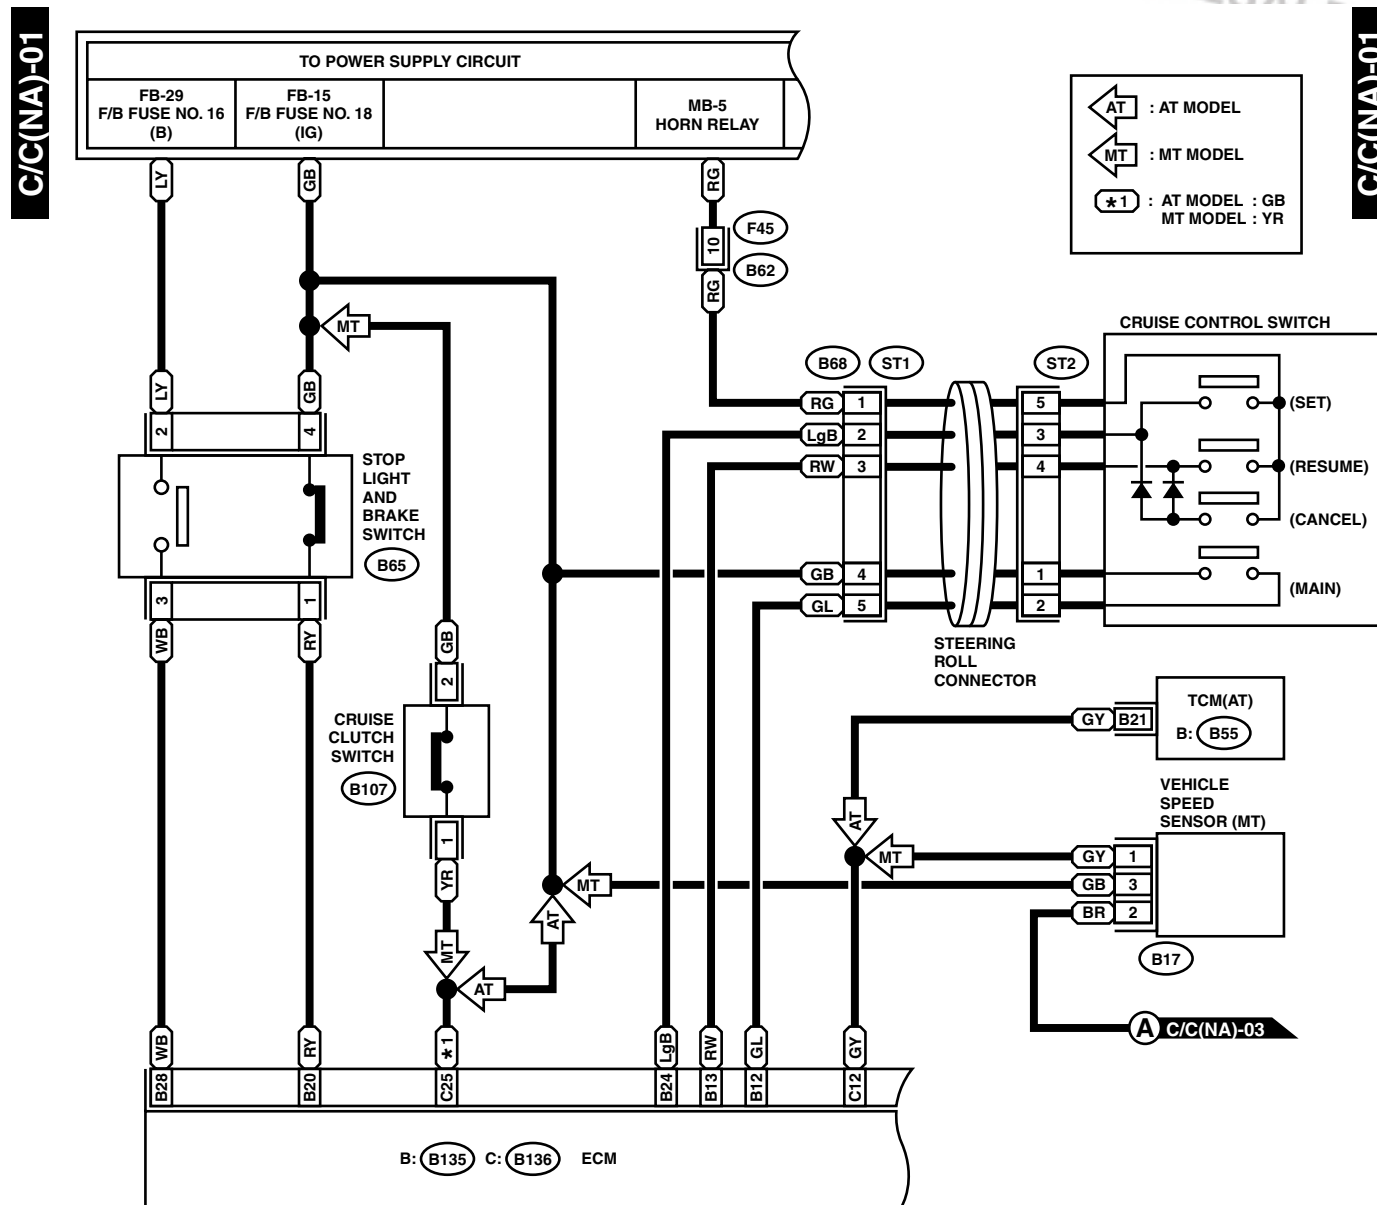 C/C(NA)-01
C/C(NA)-01
TO POWER SUPPLY CIRCUIT
FB-29
F/B FUSE NO. 16
(B)
FB-15
F/B FUSE NO. 18
(IG)
MB-5
HORN RELAY
AT : AT MODEL
MT : MT MODEL
*1 : AT MODEL : GB
MT MODEL : YR
LY
GB
RG
10
F45
B62
RG
MT
LY
GB
2
4
STOP
LIGHT
AND
BRAKE
SWITCH
B65
3
1
WB
RY
CRUISE CONTROL SWITCH
B68
ST1
ST2
RG 1
LgB 2
RW 3
GB 4
GL 5
5
3
4
1
2
(SET)
(RESUME)
(CANCEL)
(MAIN)
STEERING
ROLL
CONNECTOR
GB
2
CRUISE
CLUTCH
SWITCH
B107
1
YR
MT
AT
AT
MT
GY B21
TCM(AT)
B: B55
AT
MT
VEHICLE
SPEED
SENSOR (MT)
GY 1
GB 3
BR 2
B17
A C/C(NA)-03
WB
RY
*1
LgB
RW
GL
GY
B28
B20
C25
B24
B13
B12
C12
B: B135 C: B136 ECM